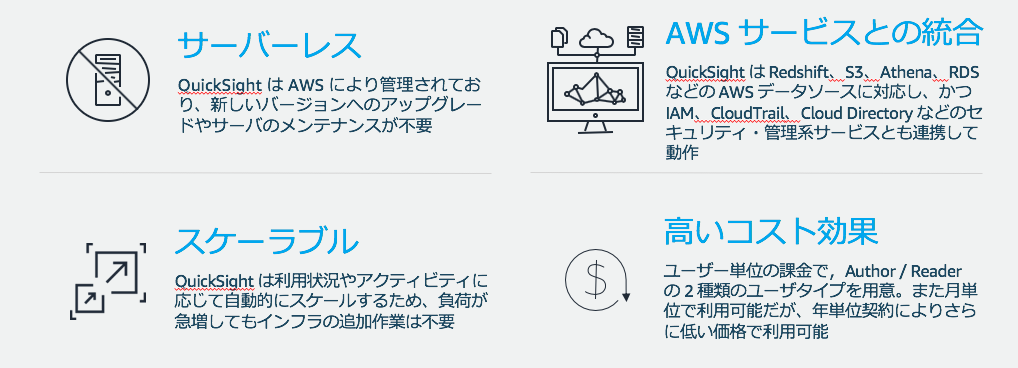 サーバーレス
QuickSight は AWS により管理されてお
り、新しいバージョンへのアップグレー
ドやサーバのメンテナンスが不要
AWS サービスとの統合
QuickSight は Redshift、S3、Athena、RDS
などの AWS データソースに対応し、かつ
IAM、CloudTrail、Cloud Directory などのセ
キュリティ・管理系サービスとも連携して
動作
スケーラブル
QuickSight は利用状況やアクティビティに
応じて自動的にスケールするため、負荷が
急増してもインフラの追加作業は不要
高いコスト効果
ユーザー単位の課金で，Author / Reader
の 2 種類のユーザタイプを用意。また月単
位で利用可能だが、年単位契約によりさら
に低い価格で利用可能